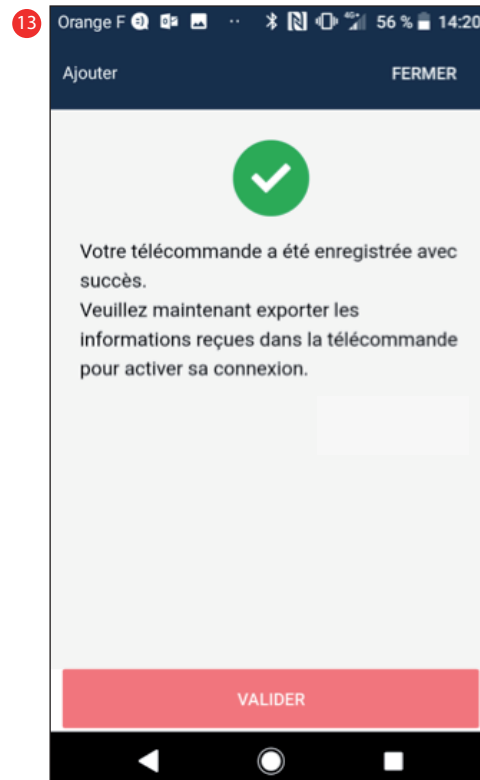 13
Orange F 56 % 14:20
Ajouter FERMER
Votre télécommande a été enregistrée avec
succès.
Veuillez maintenant exporter les
informations reçues dans la télécommande
pour activer sa connexion.
VALIDER